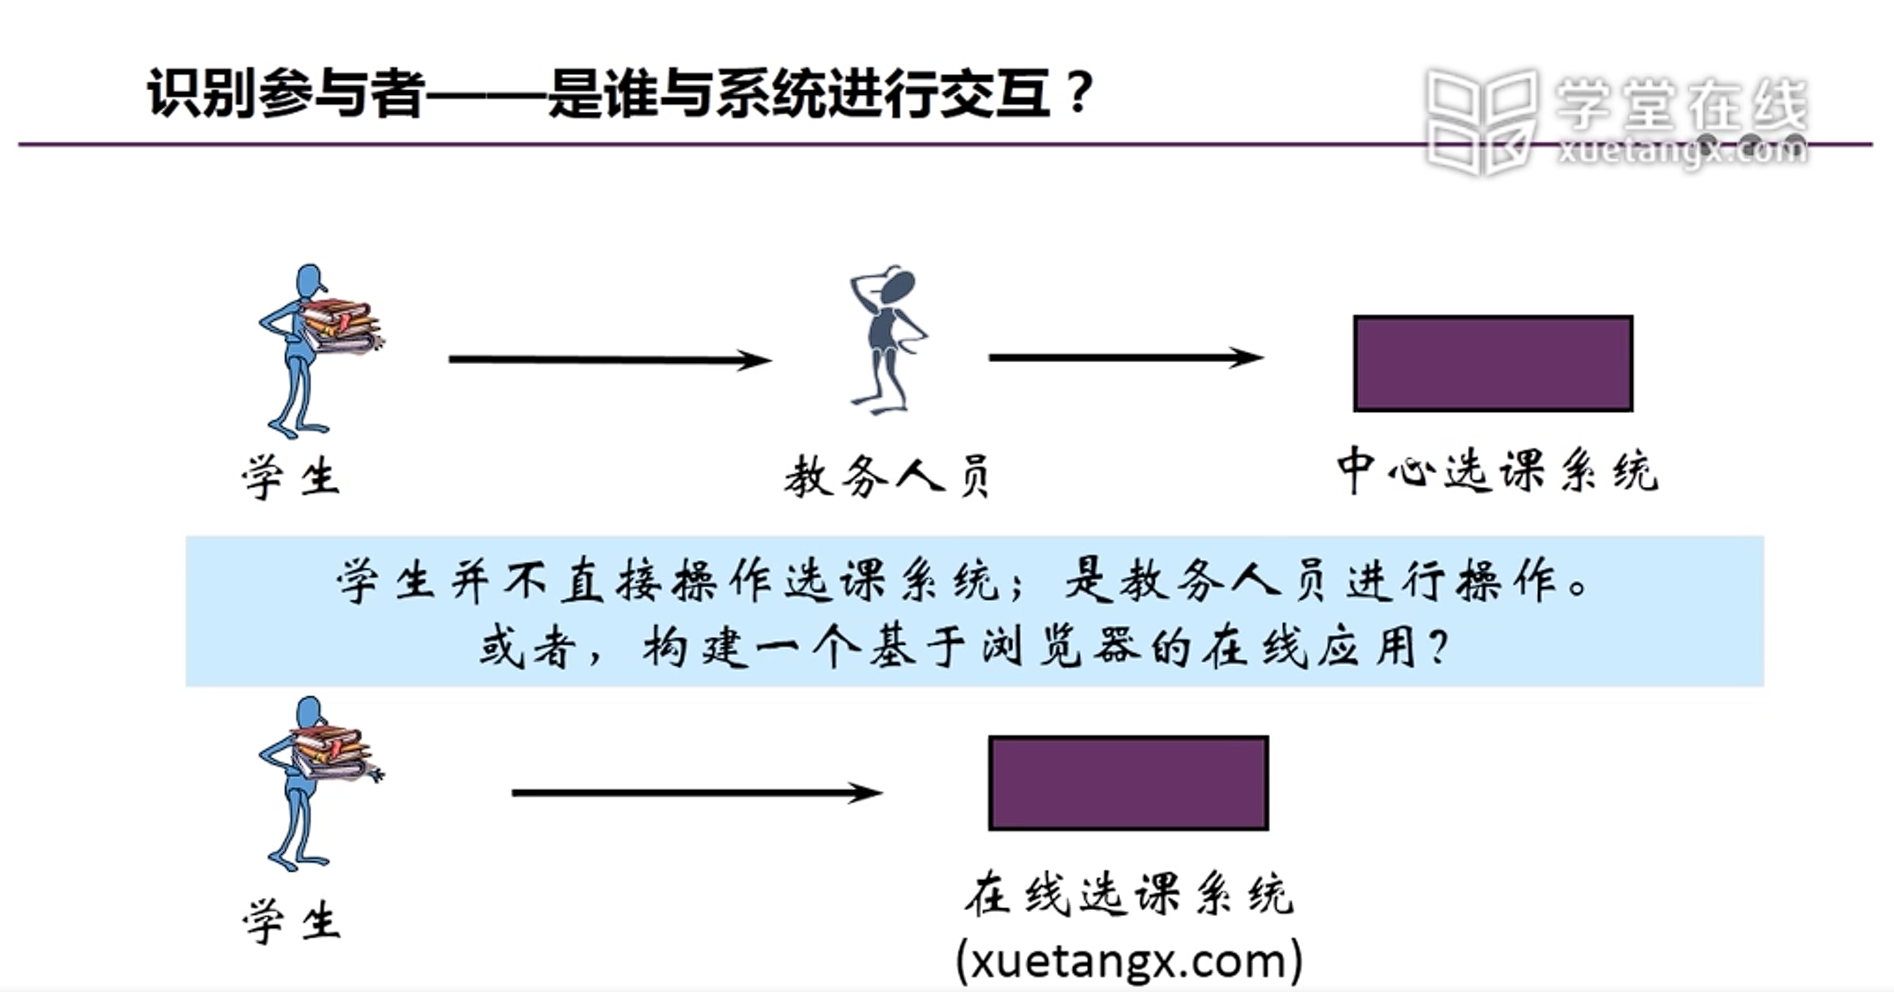 识别参与者——是谁与系统进行交互？
学堂在线
xuetangx.com
学生
教务人员
中心选课系统
学生并不直接操作选课系统；是教务人员进行操作。
或者，构建一个基于浏览器的在线应用？
学生
在线选课系统
(xuetangx.com)